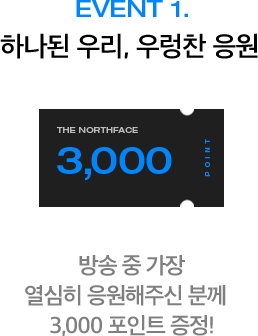 EVENT 1.
하나된 우리, 우렁찬 응원
THE NORTHFACE
3,000
POINT
방송 중 가장
열심히 응원해주신 분께
3,000 포인트 증정!